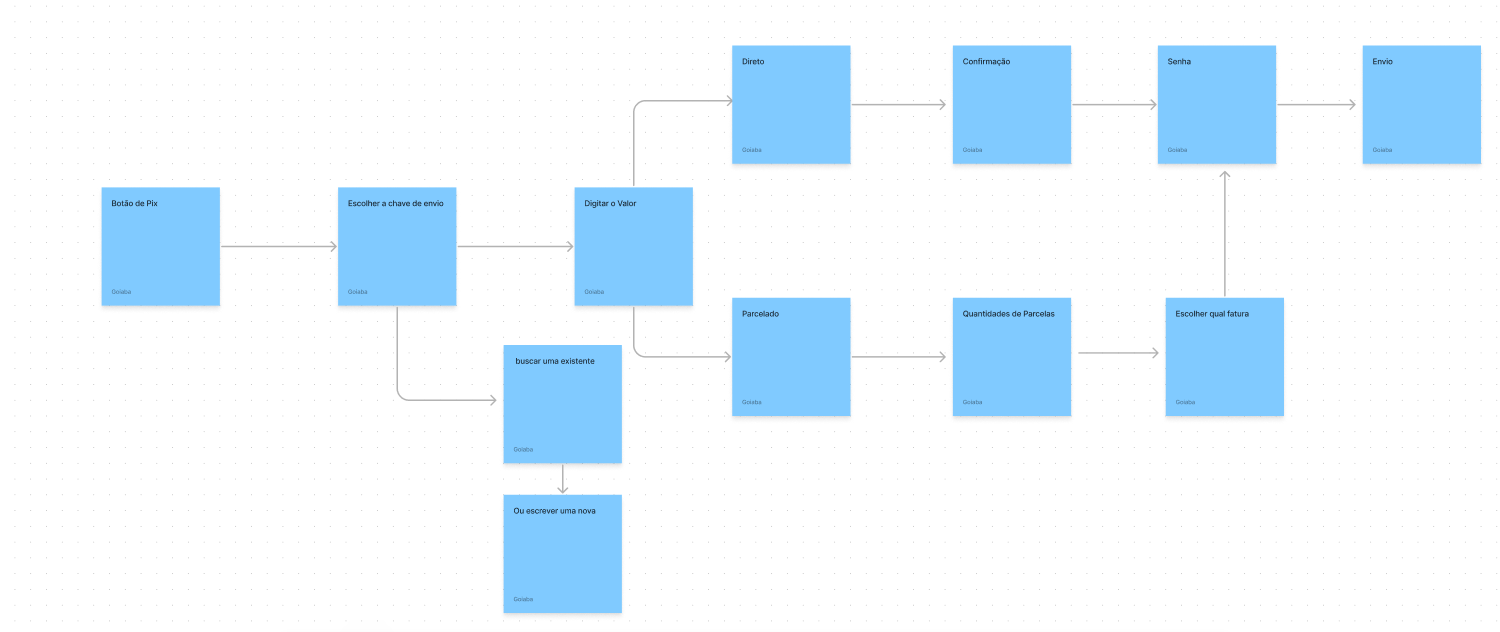 Direto
Goiaba
Confirmação
Goiaba
Senha
Goiaba
Envio
Goiaba
Botão de Pix
Goiaba
Escolher a chave de envio
Goiaba
Digitar o Valor
Goiaba
Parcelado
Goiaba
Quantidades de Parcelas
Goiaba
Escolher qual fatura
Goiaba
buscar uma existente
Goiaba
Ou escrever uma nova
Goiaba